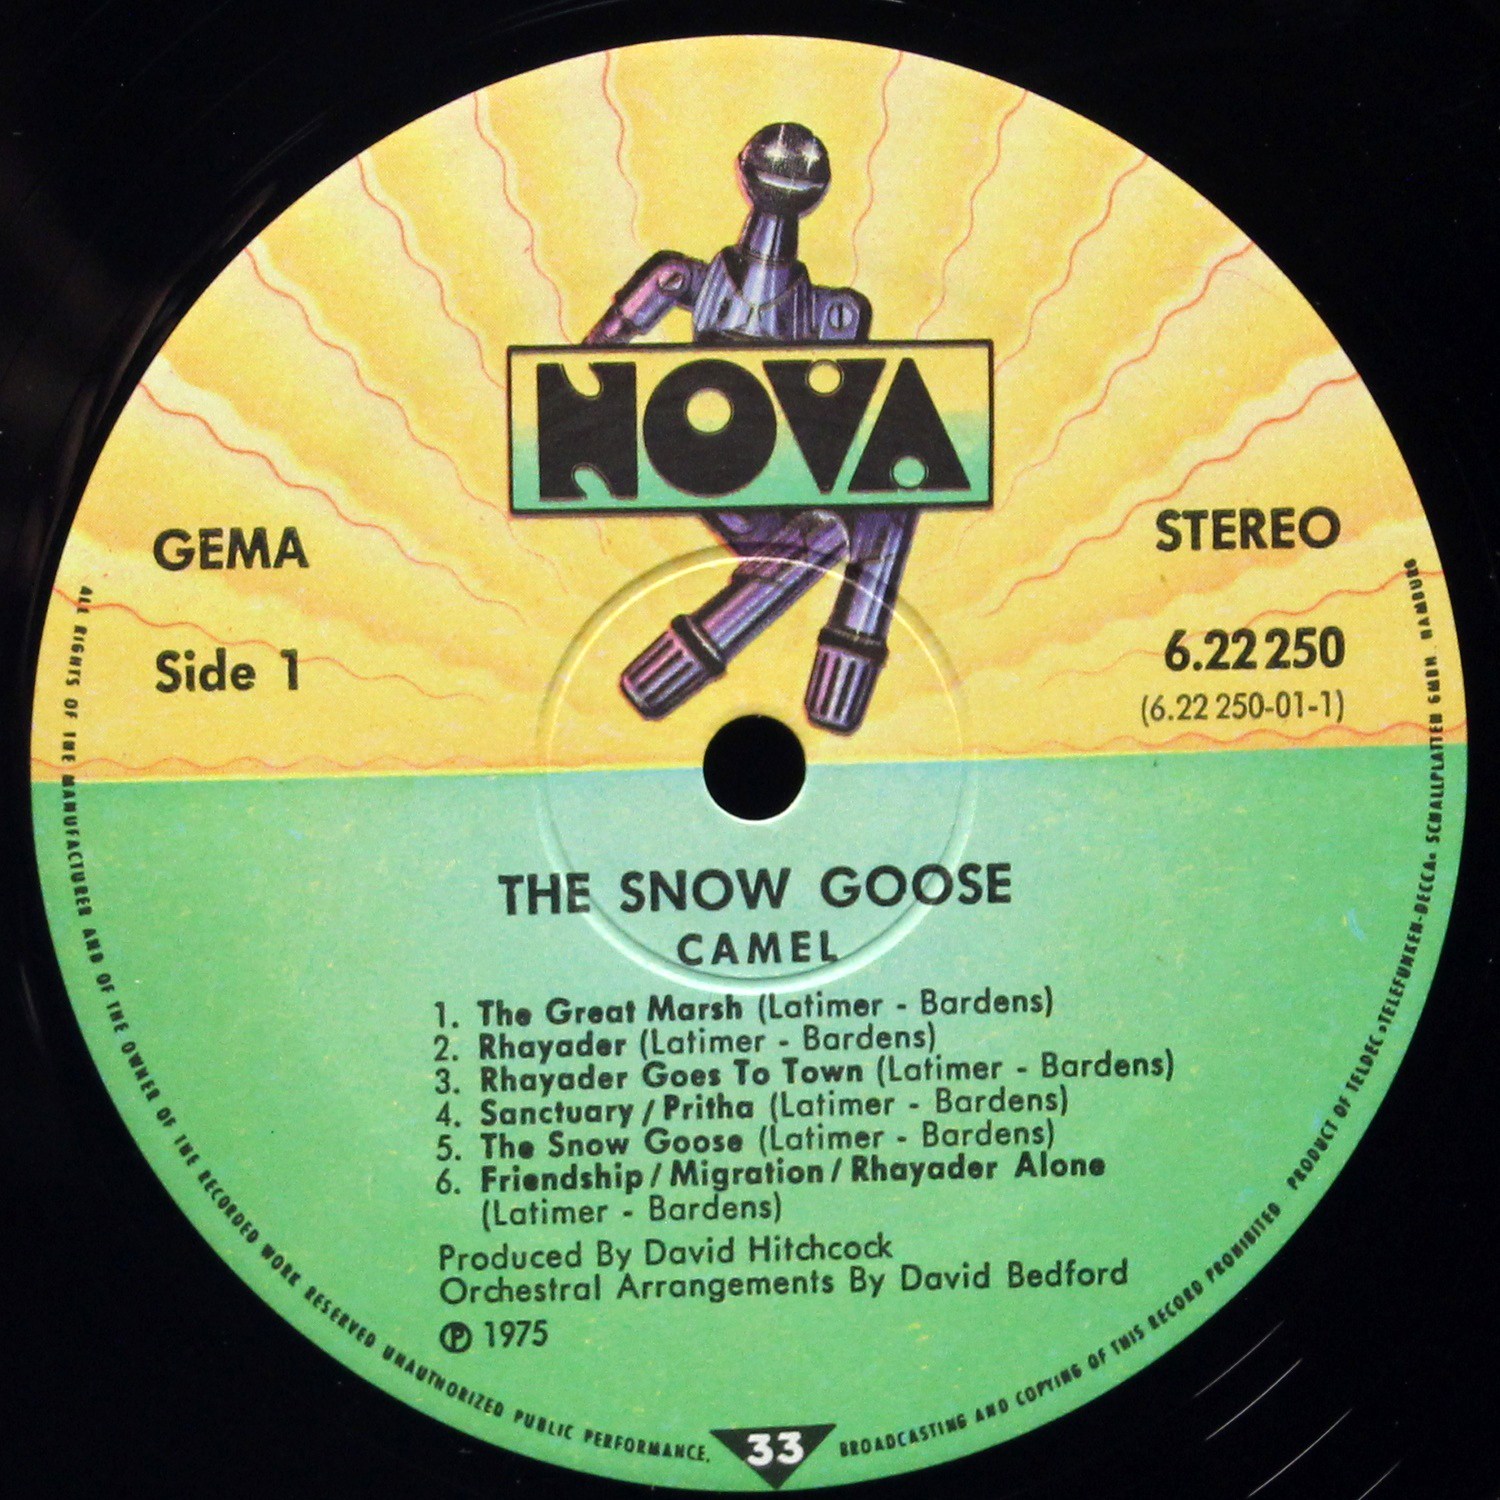 NOVA
GEMA
STEREO
Side 1
6.22 250
(6.22 250-01-1)
THE SNOW GOOSE
CAMEL
1. The Great Marsh (Latimer - Bardens)
2. Rhayader (Latimer - Bardens)
3. Rhayader Goes To Town (Latimer - Bardens)
4. Sanctuary / Pritha (Latimer - Bardens)
5. The Snow Goose (Latimer - Bardens)
6. Friendship / Migration / Rhayader Alone
(Latimer - Bardens)
Produced By David Hitchcock
Orchestral Arrangements By David Bedford
℗ 1975
ALL RIGHTS OF THE MANUFACTURER AND OF THE OWNER OF THE RECORDED WORK RESERVED UNAUTHORIZED PUBLIC PERFORMANCE,
33
BROADCASTING AND COPYING OF THIS RECORD PROHIBITED PRODUCT OF TELDEC »TELEFUNKEN-DECCA« SCHALLPLATTEN GMBH. HAMBURG